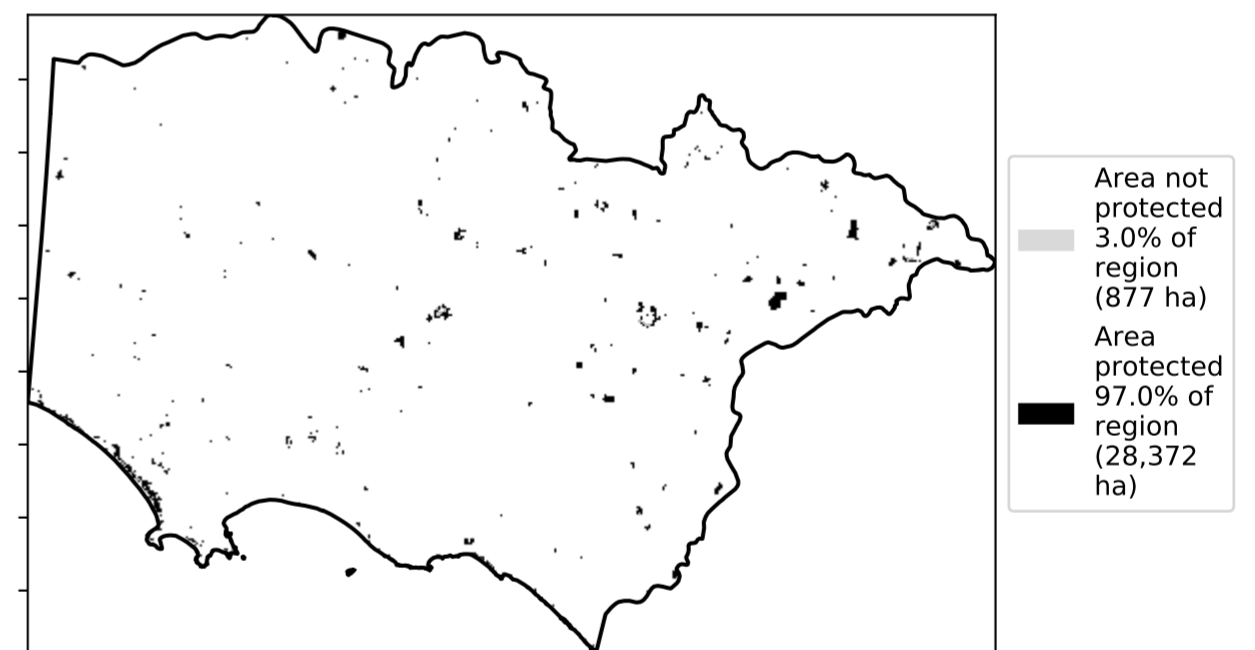 Area not
protected
3.0% of
region
(877 ha)
Area
protected
97.0% of
region
(28,372
ha)